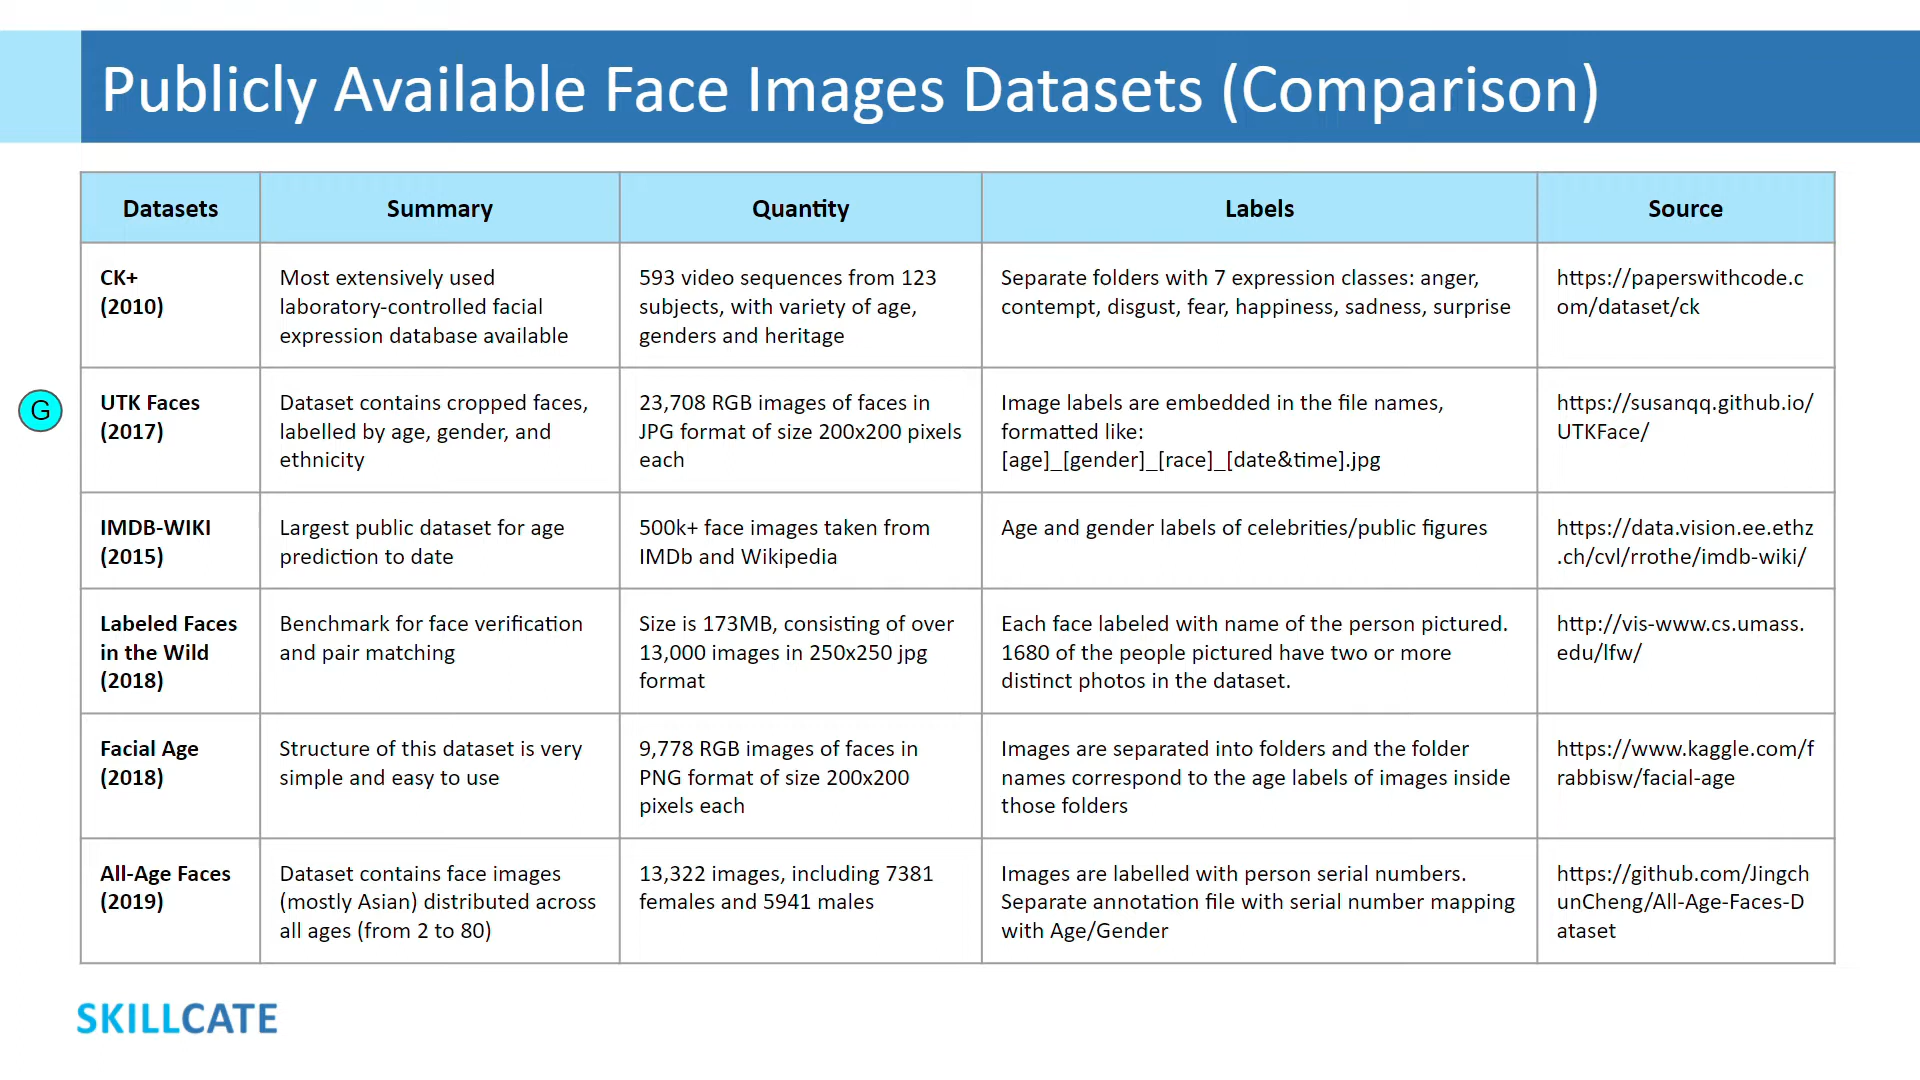 Publicly Available Face Images Datasets (Comparison)
Datasets
Summary
Quantity
Labels
Source
CK+
(2010)
Most extensively used
laboratory-controlled facial
expression database available
593 video sequences from 123
subjects, with variety of age,
genders and heritage
Separate folders with 7 expression classes: anger,
contempt, disgust, fear, happiness, sadness, surprise
https://paperswithcode.c
om/dataset/ck
G
UTK Faces
(2017)
Dataset contains cropped faces,
labelled by age, gender, and
ethnicity
23,708 RGB images of faces in
JPG format of size 200x200 pixels
each
Image labels are embedded in the file names,
formatted like:
[age]_[gender]_[race]_[date&time].jpg
https://susanqq.github.io/
UTKFace/
IMDB-WIKI
(2015)
Largest public dataset for age
prediction to date
500k+ face images taken from
IMDb and Wikipedia
Age and gender labels of celebrities/public figures
https://data.vision.ee.ethz
.ch/cvl/rrothe/imdb-wiki/
Labeled Faces
in the Wild
(2018)
Benchmark for face verification
and pair matching
Size is 173MB, consisting of over
13,000 images in 250x250 jpg
format
Each face labeled with name of the person pictured.
1680 of the people pictured have two or more
distinct photos in the dataset.
http://vis-www.cs.umass.
edu/lfw/
Facial Age
(2018)
Structure of this dataset is very
simple and easy to use
9,778 RGB images of faces in
PNG format of size 200x200
pixels each
Images are separated into folders and the folder
names correspond to the age labels of images inside
those folders
https://www.kaggle.com/f
rabbisw/facial-age
All-Age Faces
(2019)
Dataset contains face images
(mostly Asian) distributed across
all ages (from 2 to 80)
13,322 images, including 7381
females and 5941 males
Images are labelled with person serial numbers.
Separate annotation file with serial number mapping
with Age/Gender
https://github.com/Jingch
unCheng/All-Age-Faces-D
ataset
SKILLCATE